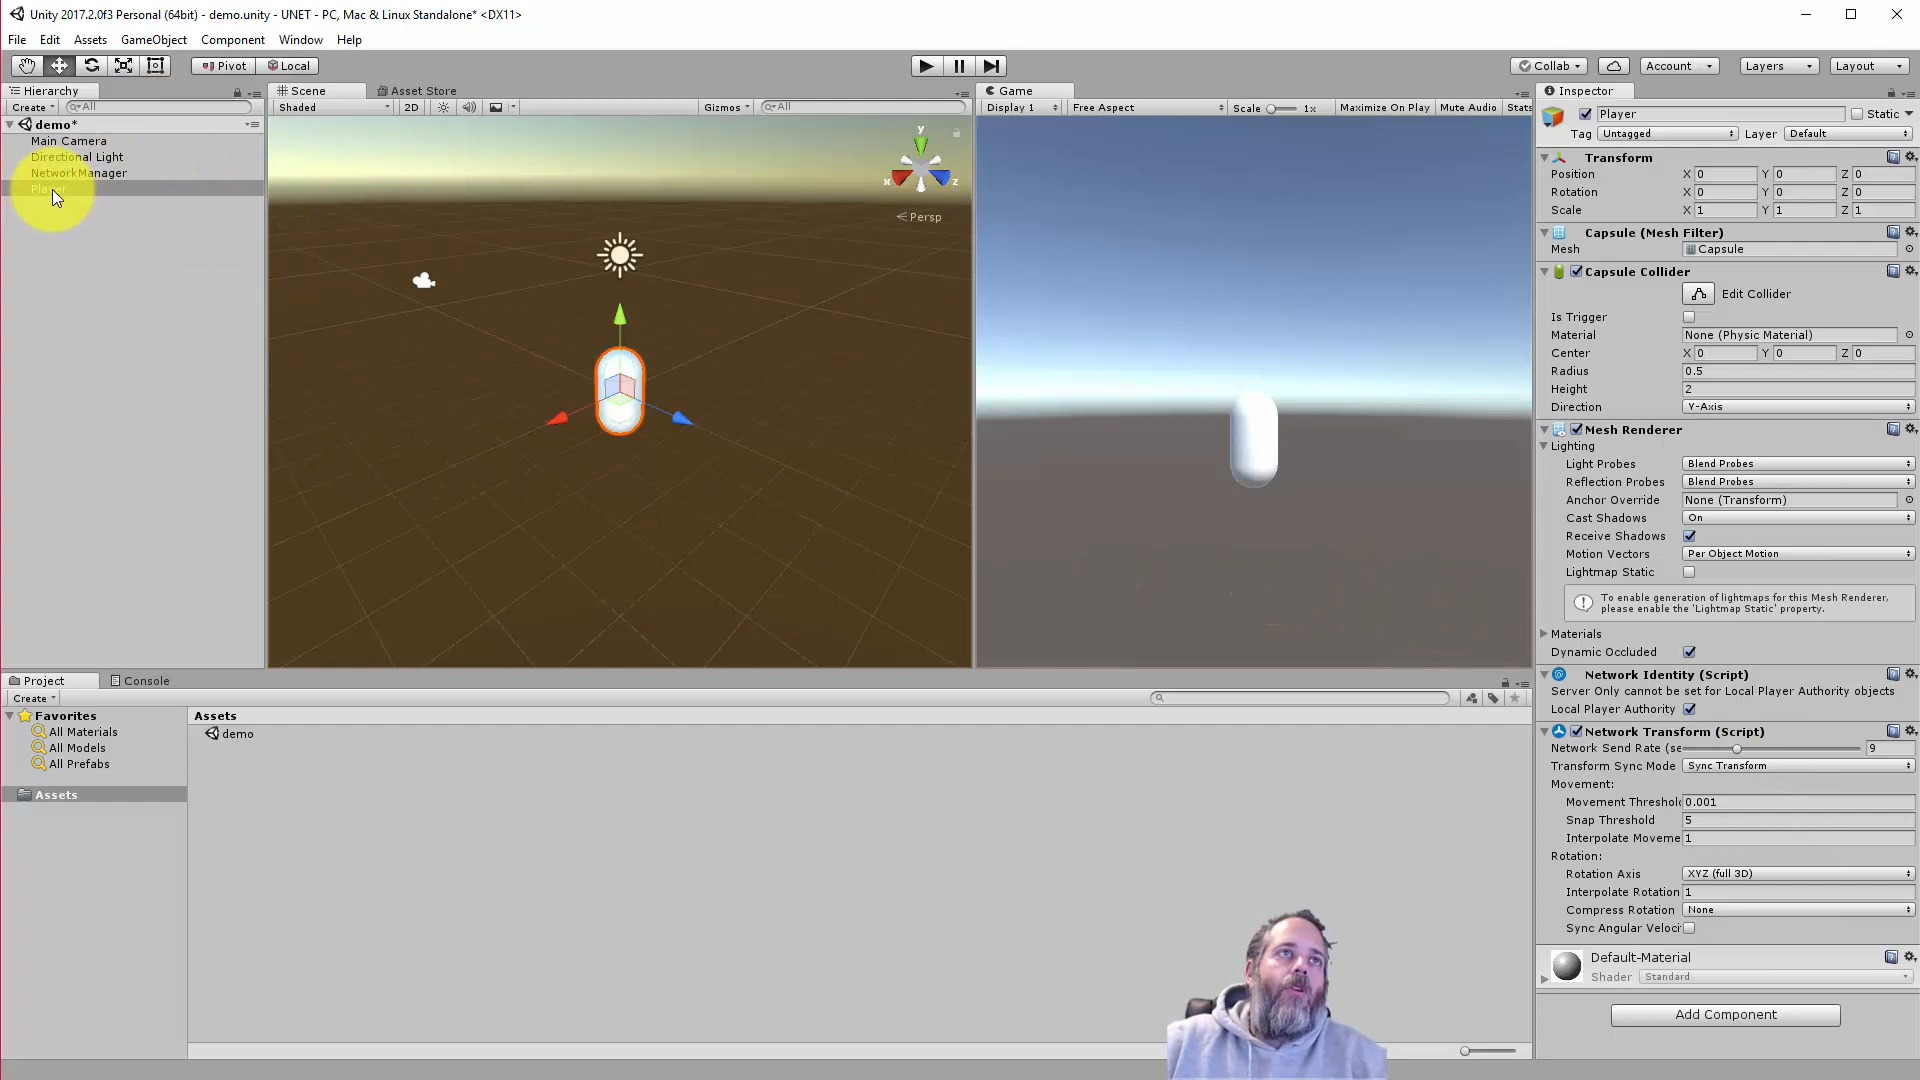 Unity 2017.2.0f3 Personal (64bit) - demo.unity - UNET - PC, Mac & Linux Standalone* <DX11>
File Edit Assets GameObject Component Window Help
Pivot Local Collab Account Layers Layout
Hierarchy
Create All
demo*
Main Camera
Directional Light
NetworkManager
Player
Scene Asset Store
Shaded 2D Gizmos All
y
x z
Persp
Game
Display 1 Free Aspect Scale 1x Maximize On Play Mute Audio Stats
Inspector
Player Static
Tag Untagged Layer Default
Transform
Position X 0 Y 0 Z 0
Rotation X 0 Y 0 Z 0
Scale X 1 Y 1 Z 1
Capsule (Mesh Filter)
Mesh Capsule
Capsule Collider
Edit Collider
Is Trigger
Material None (Physic Material)
Center X 0 Y 0 Z 0
Radius 0.5
Height 2
Direction Y-Axis
Mesh Renderer
Lighting
Light Probes Blend Probes
Reflection Probes Blend Probes
Anchor Override None (Transform)
Cast Shadows On
Receive Shadows
Motion Vectors Per Object Motion
Lightmap Static
To enable generation of lightmaps for this Mesh Renderer,
please enable the 'Lightmap Static' property.
Materials
Dynamic Occluded
Network Identity (Script)
Server Only cannot be set for Local Player Authority objects
Local Player Authority
Network Transform (Script)
Network Send Rate (se 9
Transform Sync Mode Sync Transform
Movement:
Movement Threshol 0.001
Snap Threshold 5
Interpolate Moveme 1
Rotation:
Rotation Axis XYZ (full 3D)
Interpolate Rotation 1
Compress Rotation None
Sync Angular Veloci
Default-Material
Shader Standard
Add Component
Project Console
Create
Favorites
All Materials
All Models
All Prefabs
Assets
Assets
demo